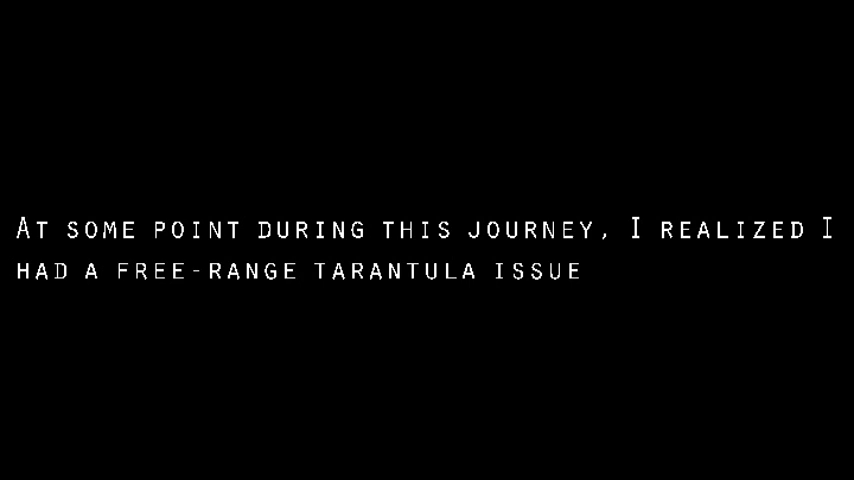 At some point during this journey, I realized I
had a free-range tarantula issue